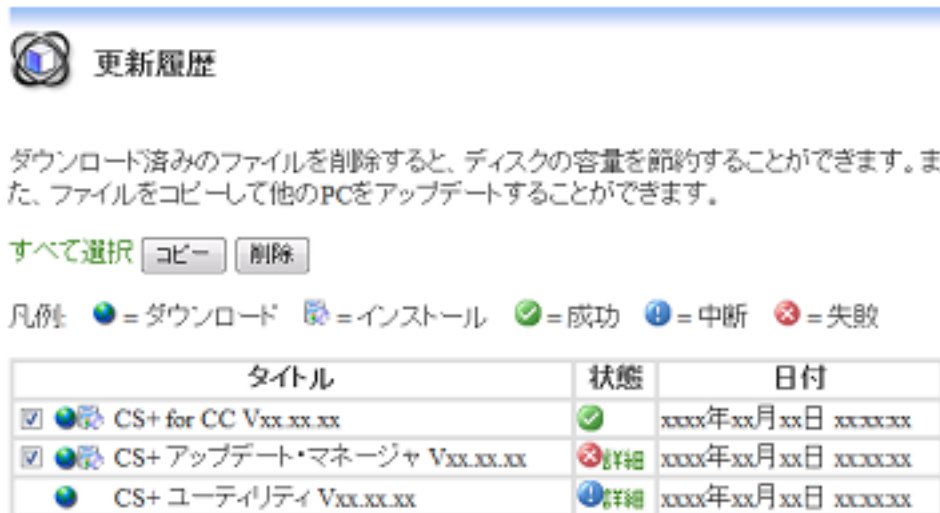 更新履歴
ダウンロード済みのファイルを削除すると、ディスクの容量を節約することができます。ま
た、ファイルをコピーして他のPCをアップデートすることができます。
すべて選択 コピー 削除
凡例: = ダウンロード = インストール = 成功 = 中断 = 失敗
タイトル 状態 日付
CS+ for CC Vxx.xx.xx xxxx年xx月xx日 xx:xx:xx
CS+ アップデート・マネージャ Vxx.xx.xx 詳細 xxxx年xx月xx日 xx:xx:xx
CS+ ユーティリティ Vxx.xx.xx 詳細 xxxx年xx月xx日 xx:xx:xx